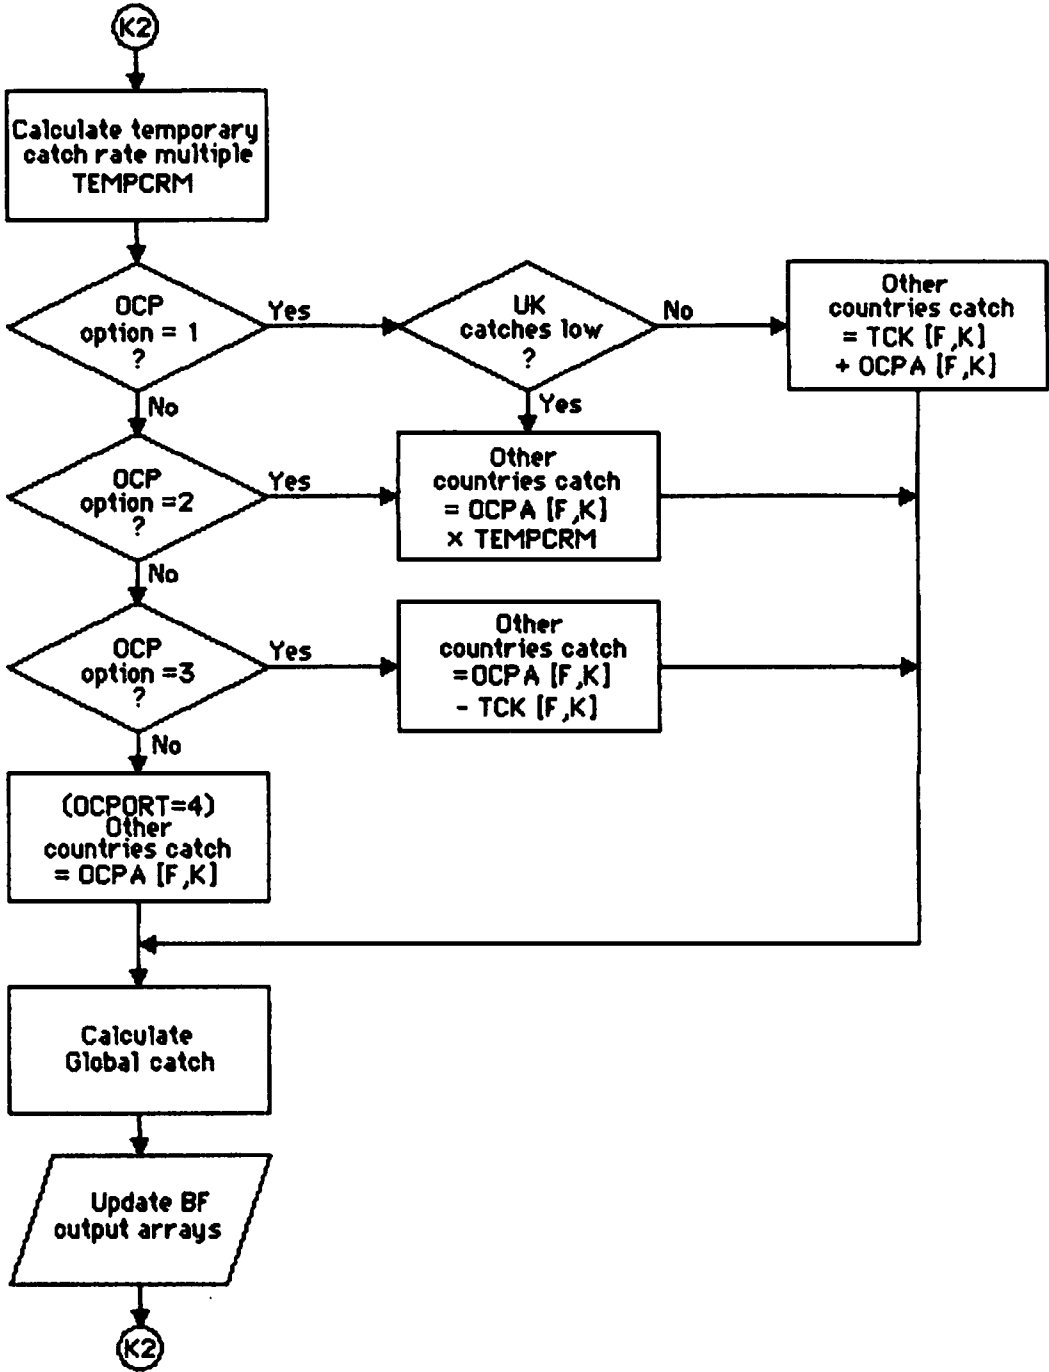 K2
Calculate temporary
catch rate multiple
TEMPCRM
OCP
option = 1
?
Yes
No
UK
catches low
?
No
Yes
Other
countries catch
= TCK [F,K]
+ OCPA [F,K]
OCP
option =2
?
Yes
No
Other
countries catch
= OCPA [F,K]
x TEMPCRM
OCP
option =3
?
Yes
No
Other
countries catch
=OCPA [F,K]
- TCK [F,K]
(OCPORT=4)
Other
countries catch
= OCPA [F,K]
Calculate
Global catch
Update BF
output arrays
K2